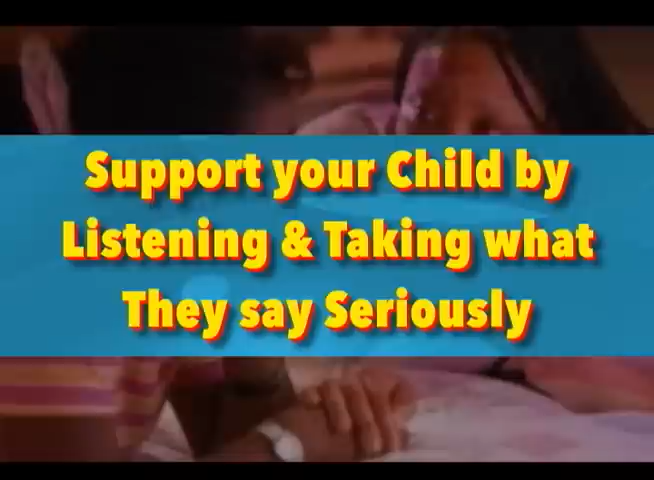 Support your Child by
Listening & Taking what
They say Seriously